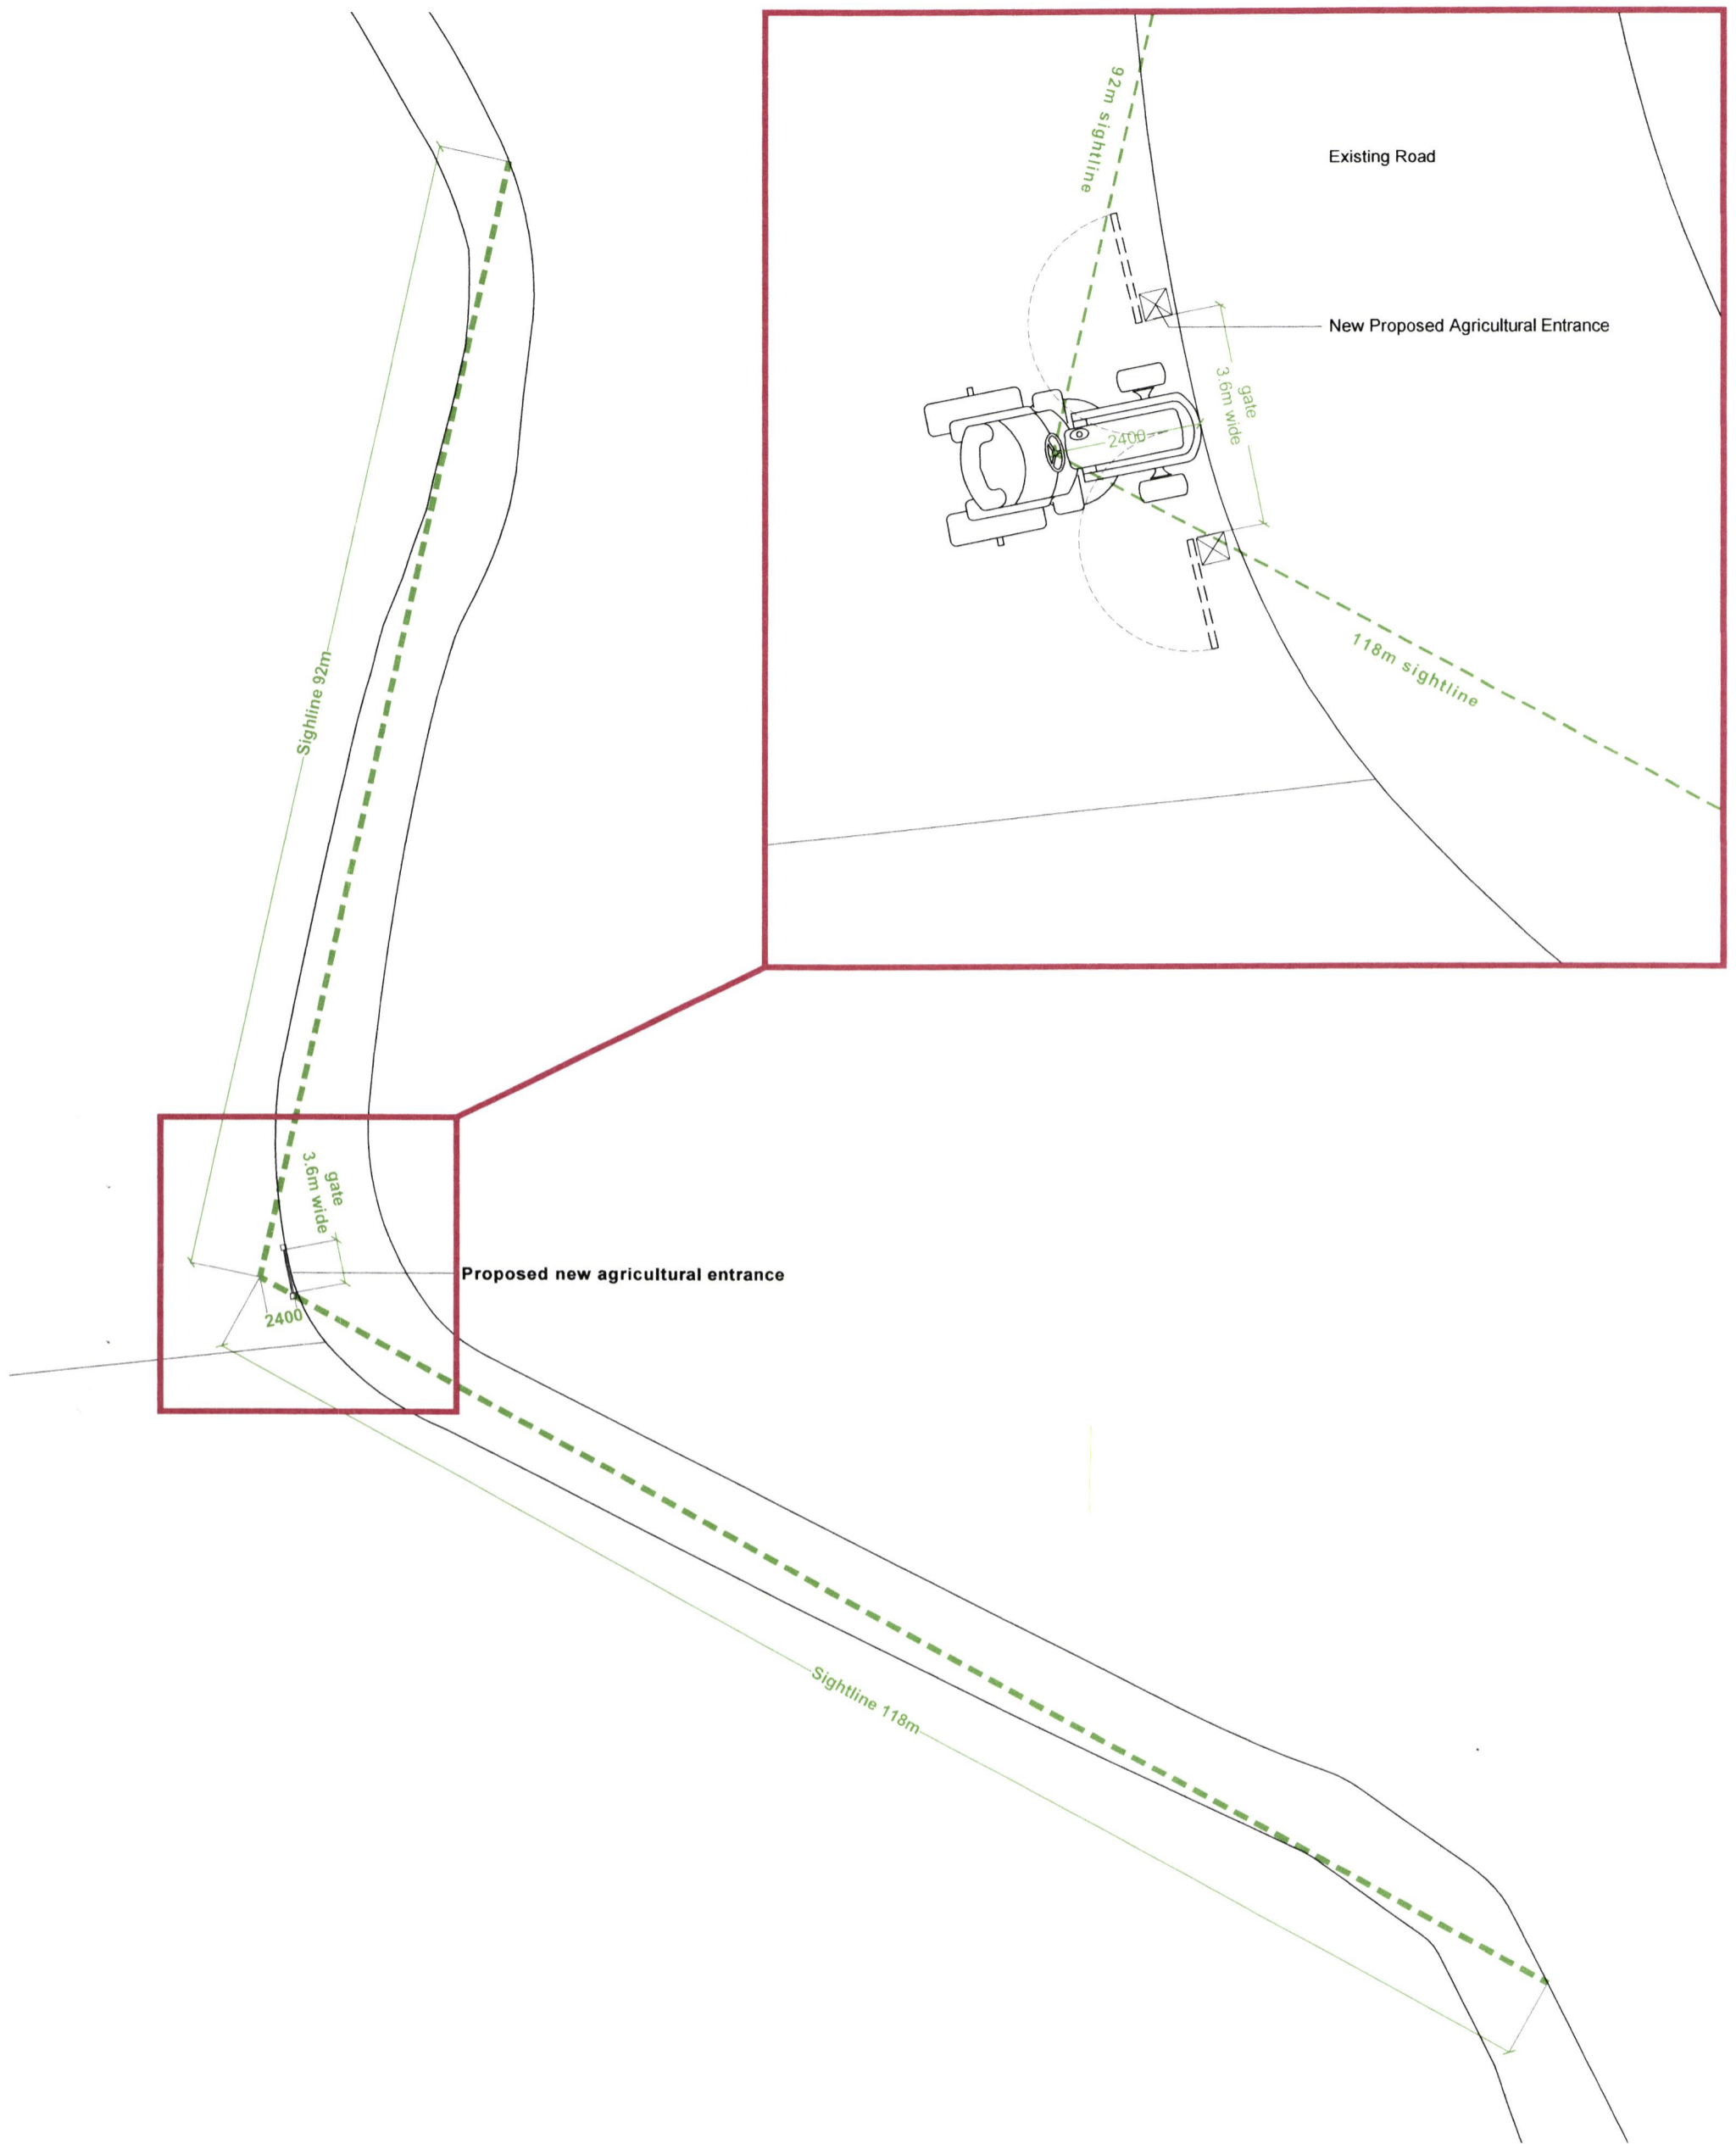 92m sightline
Existing Road
New Proposed Agricultural Entrance
gate
3.6m wide
2400
118m sightline
Sighline 92m
gate
3.6m wide
Proposed new agricultural entrance
2400
Sightline 118m